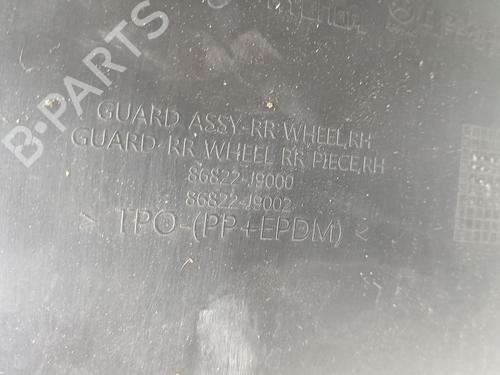 B-PARTS
GUARD ASSY-RR WHEEL,RH
GUARD-RR WHEEL RR PIECE,RH
86822-J9000
86822-J9002
> TPO-(PP+EPDM) <